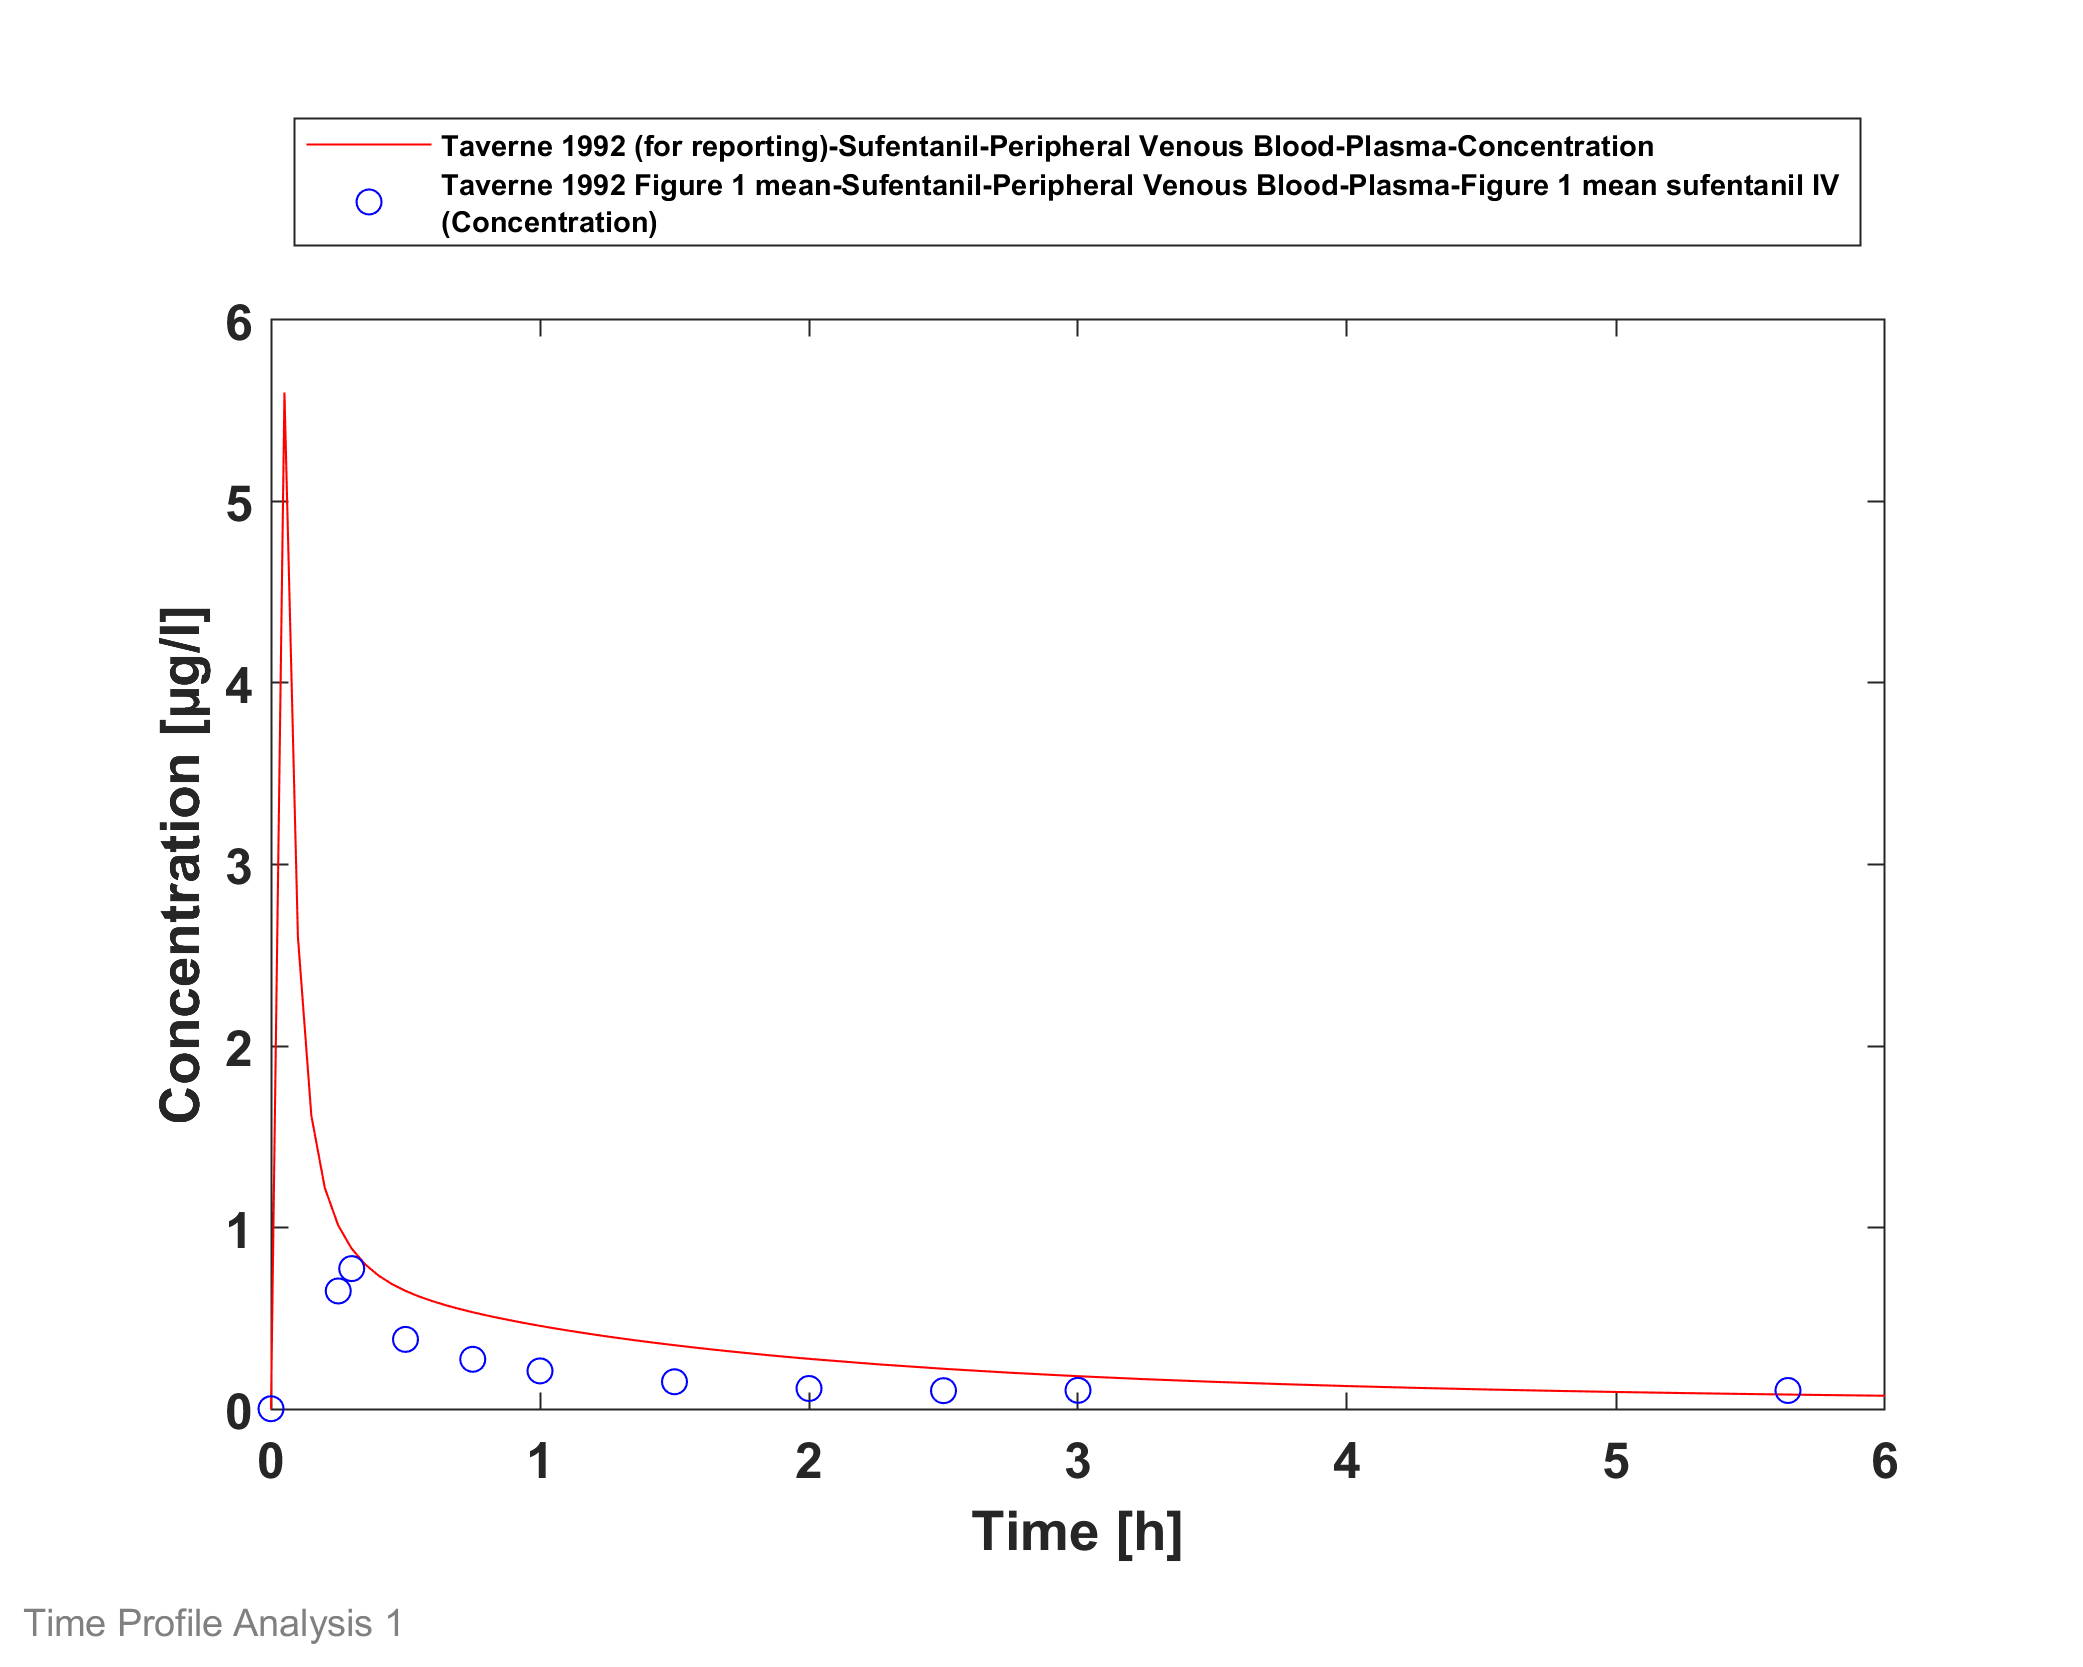 Taverne 1992 (for reporting)-Sufentanil-Peripheral Venous Blood-Plasma-Concentration
Taverne 1992 Figure 1 mean-Sufentanil-Peripheral Venous Blood-Plasma-Figure 1 mean sufentanil IV
(Concentration)
6
5
4
3
2
1
0
Concentration [µg/l]
0 1 2 3 4 5 6
Time [h]
Time Profile Analysis 1